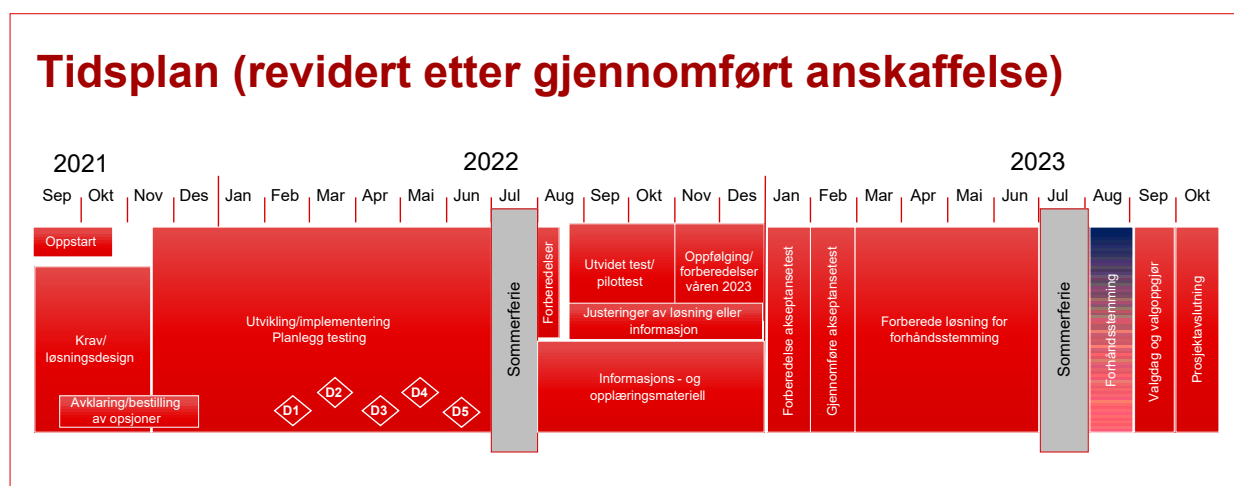 Tidsplan (revidert etter gjennomført anskaffelse)
2021
2022
2023
Sep Okt Nov Des Jan Feb Mar Apr Mai Jun Jul Aug Sep Okt Nov Des Jan Feb Mar Apr Mai Jun Jul Aug Sep Okt
Oppstart
Krav/
løsningsdesign
Avklaring/bestilling
av opsjoner
Utvikling/implementering
Planlegg testing
D1
D2
D3
D4
D5
Sommerferie
Forberedelser
Utvidet test/
pilottest
Oppfølging/
forberedelser
våren 2023
Justeringer av løsning eller
informasjon
Informasjons - og
opplæringsmateriell
Forberedelse akseptansetest
Gjennomføre akseptansetest
Forberede løsning for
forhåndsstemming
Sommerferie
Forhåndsstemming
Valgdag og valgoppgjør
Prosjektavslutning